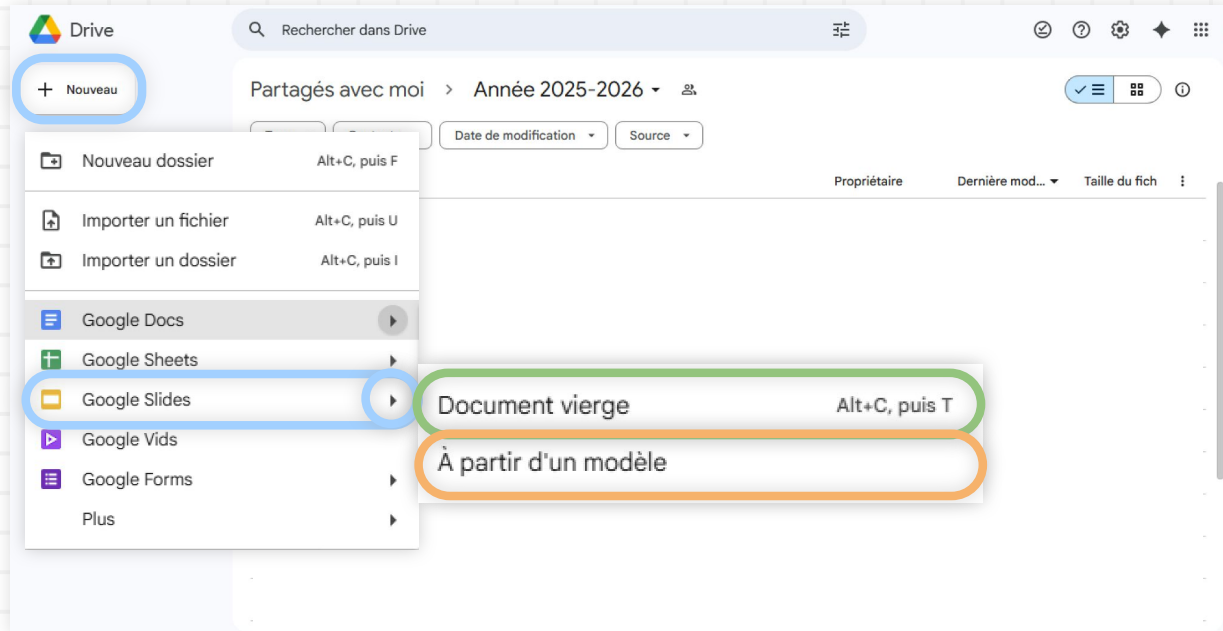 Drive
Rechercher dans Drive
Nouveau
Partagés avec moi > Année 2025-2026
Date de modification
Source
Nouveau dossier Alt+C, puis F
Propriétaire Dernière mod... Taille du fich
Importer un fichier Alt+C, puis U
Importer un dossier Alt+C, puis I
Google Docs
Google Sheets
Google Slides
Document vierge Alt+C, puis T
Google Vids
À partir d'un modèle
Google Forms
Plus